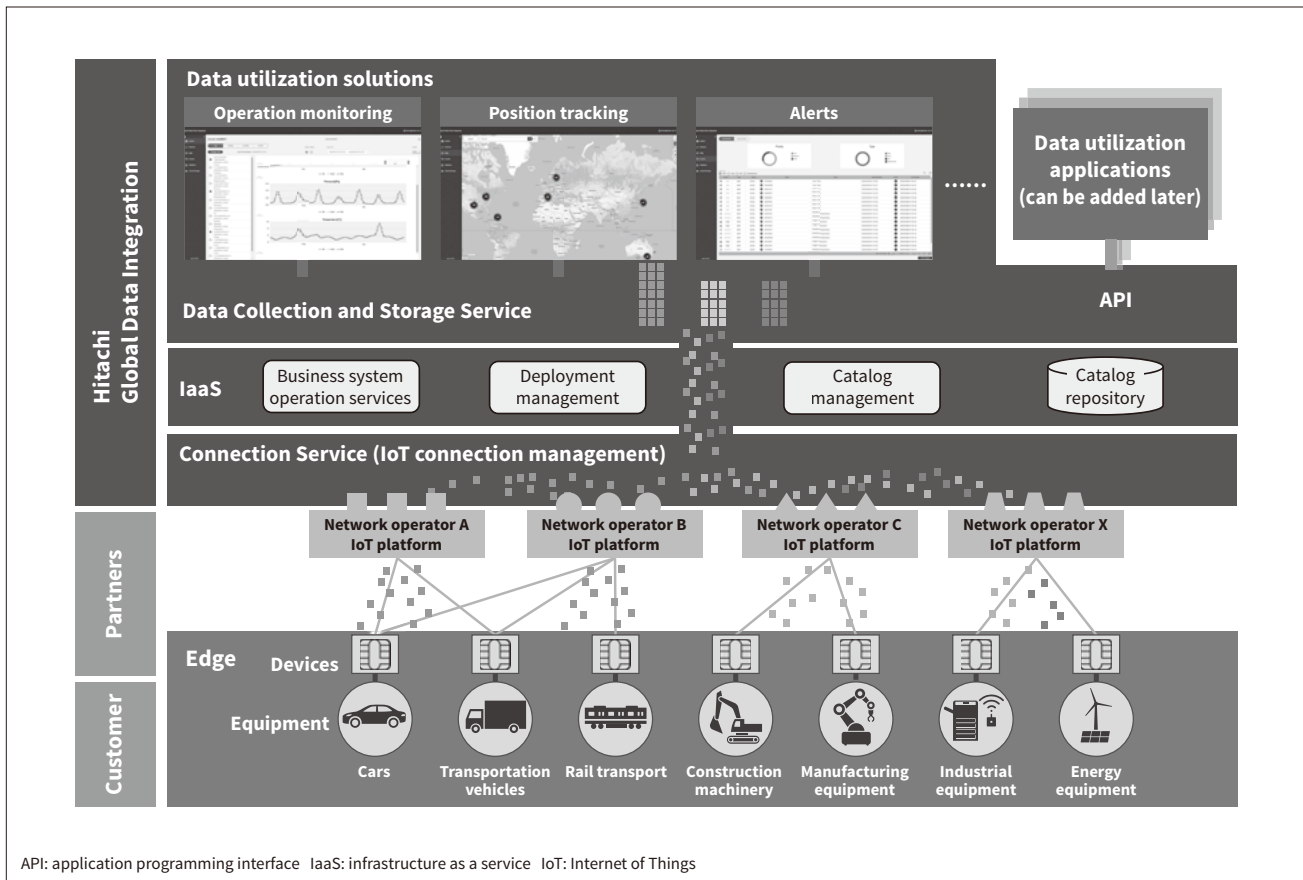 Hitachi
Global Data Integration
Data utilization solutions
Operation monitoring
Position tracking
Alerts
......
Data utilization
applications
(can be added later)
Data Collection and Storage Service
API
IaaS
Business system
operation services
Deployment
management
Catalog
management
Catalog
repository
Connection Service (IoT connection management)
Partners
Network operator A
IoT platform
Network operator B
IoT platform
Network operator C
IoT platform
Network operator X
IoT platform
Edge
Devices
Customer
Equipment
Cars
Transportation
vehicles
Rail transport
Construction
machinery
Manufacturing
equipment
Industrial
equipment
Energy
equipment
API: application programming interface IaaS: infrastructure as a service IoT: Internet of Things